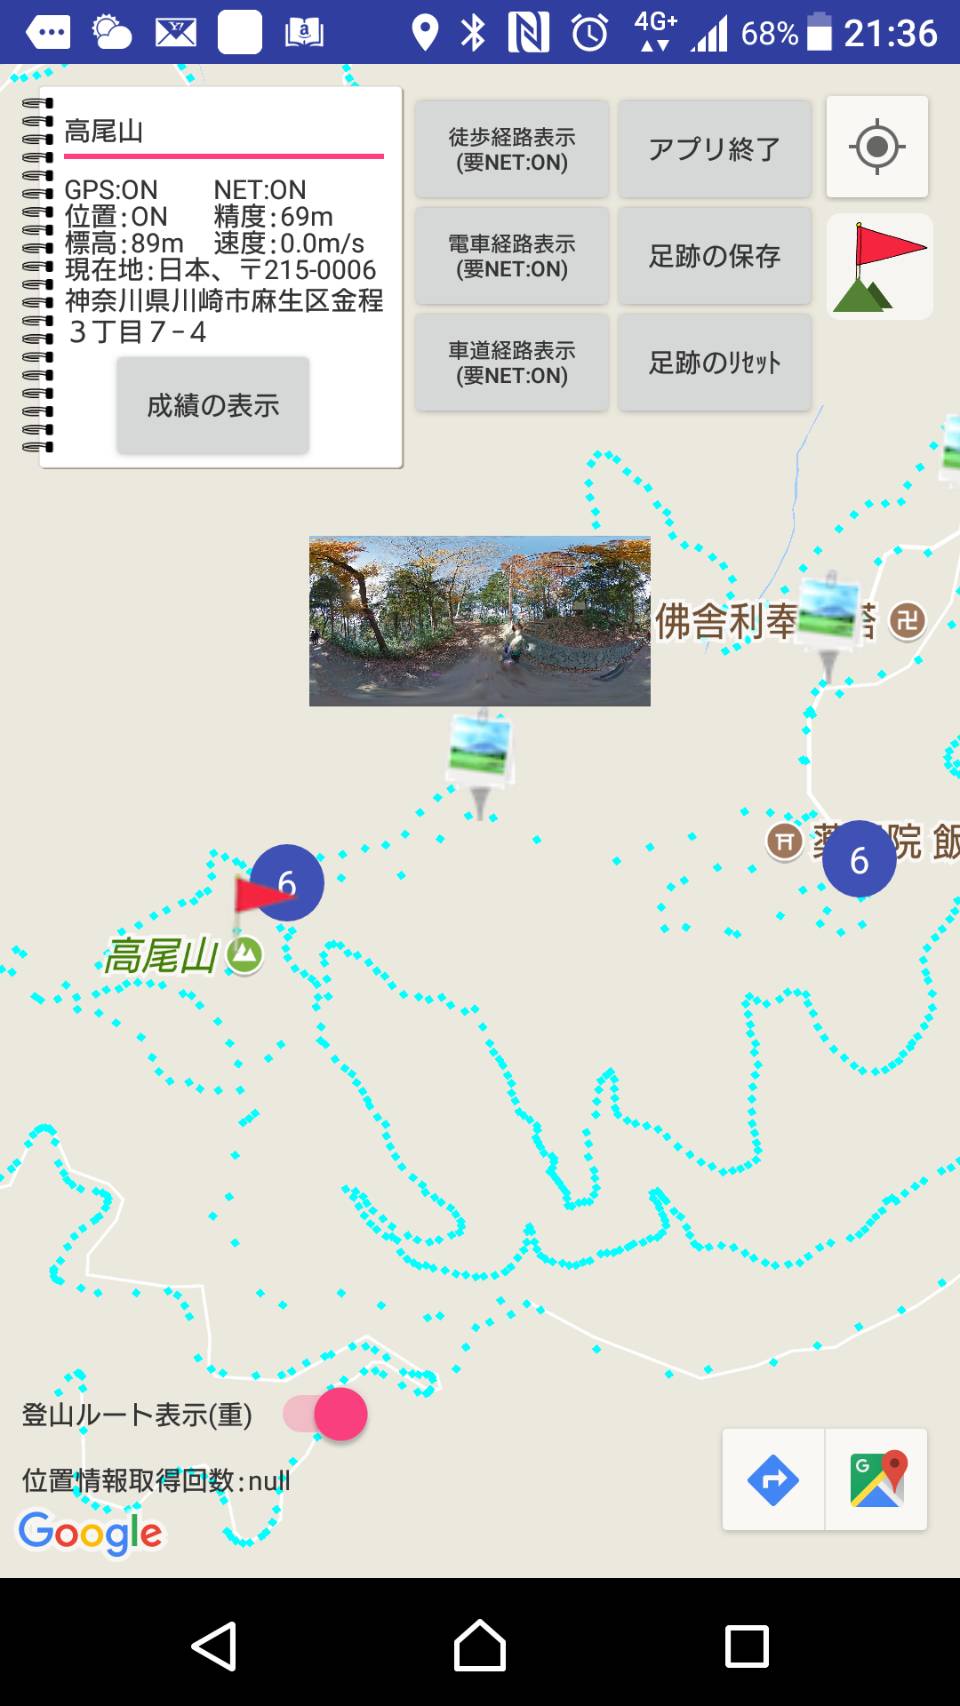 4G+
68%
21:36
高尾山
GPS:ON NET:ON
位置:ON 精度:69m
標高:89m 速度:0.0m/s
現在地:日本、〒215-0006
神奈川県川崎市麻生区金程
３丁目７−４
成績の表示
徒歩経路表示
(要NET:ON)
アプリ終了
電車経路表示
(要NET:ON)
足跡の保存
車道経路表示
(要NET:ON)
足跡のﾘｾｯﾄ
佛舎利奉 塔
院 飯
6
6
高尾山
登山ルート表示(重)
位置情報取得回数:null
Google